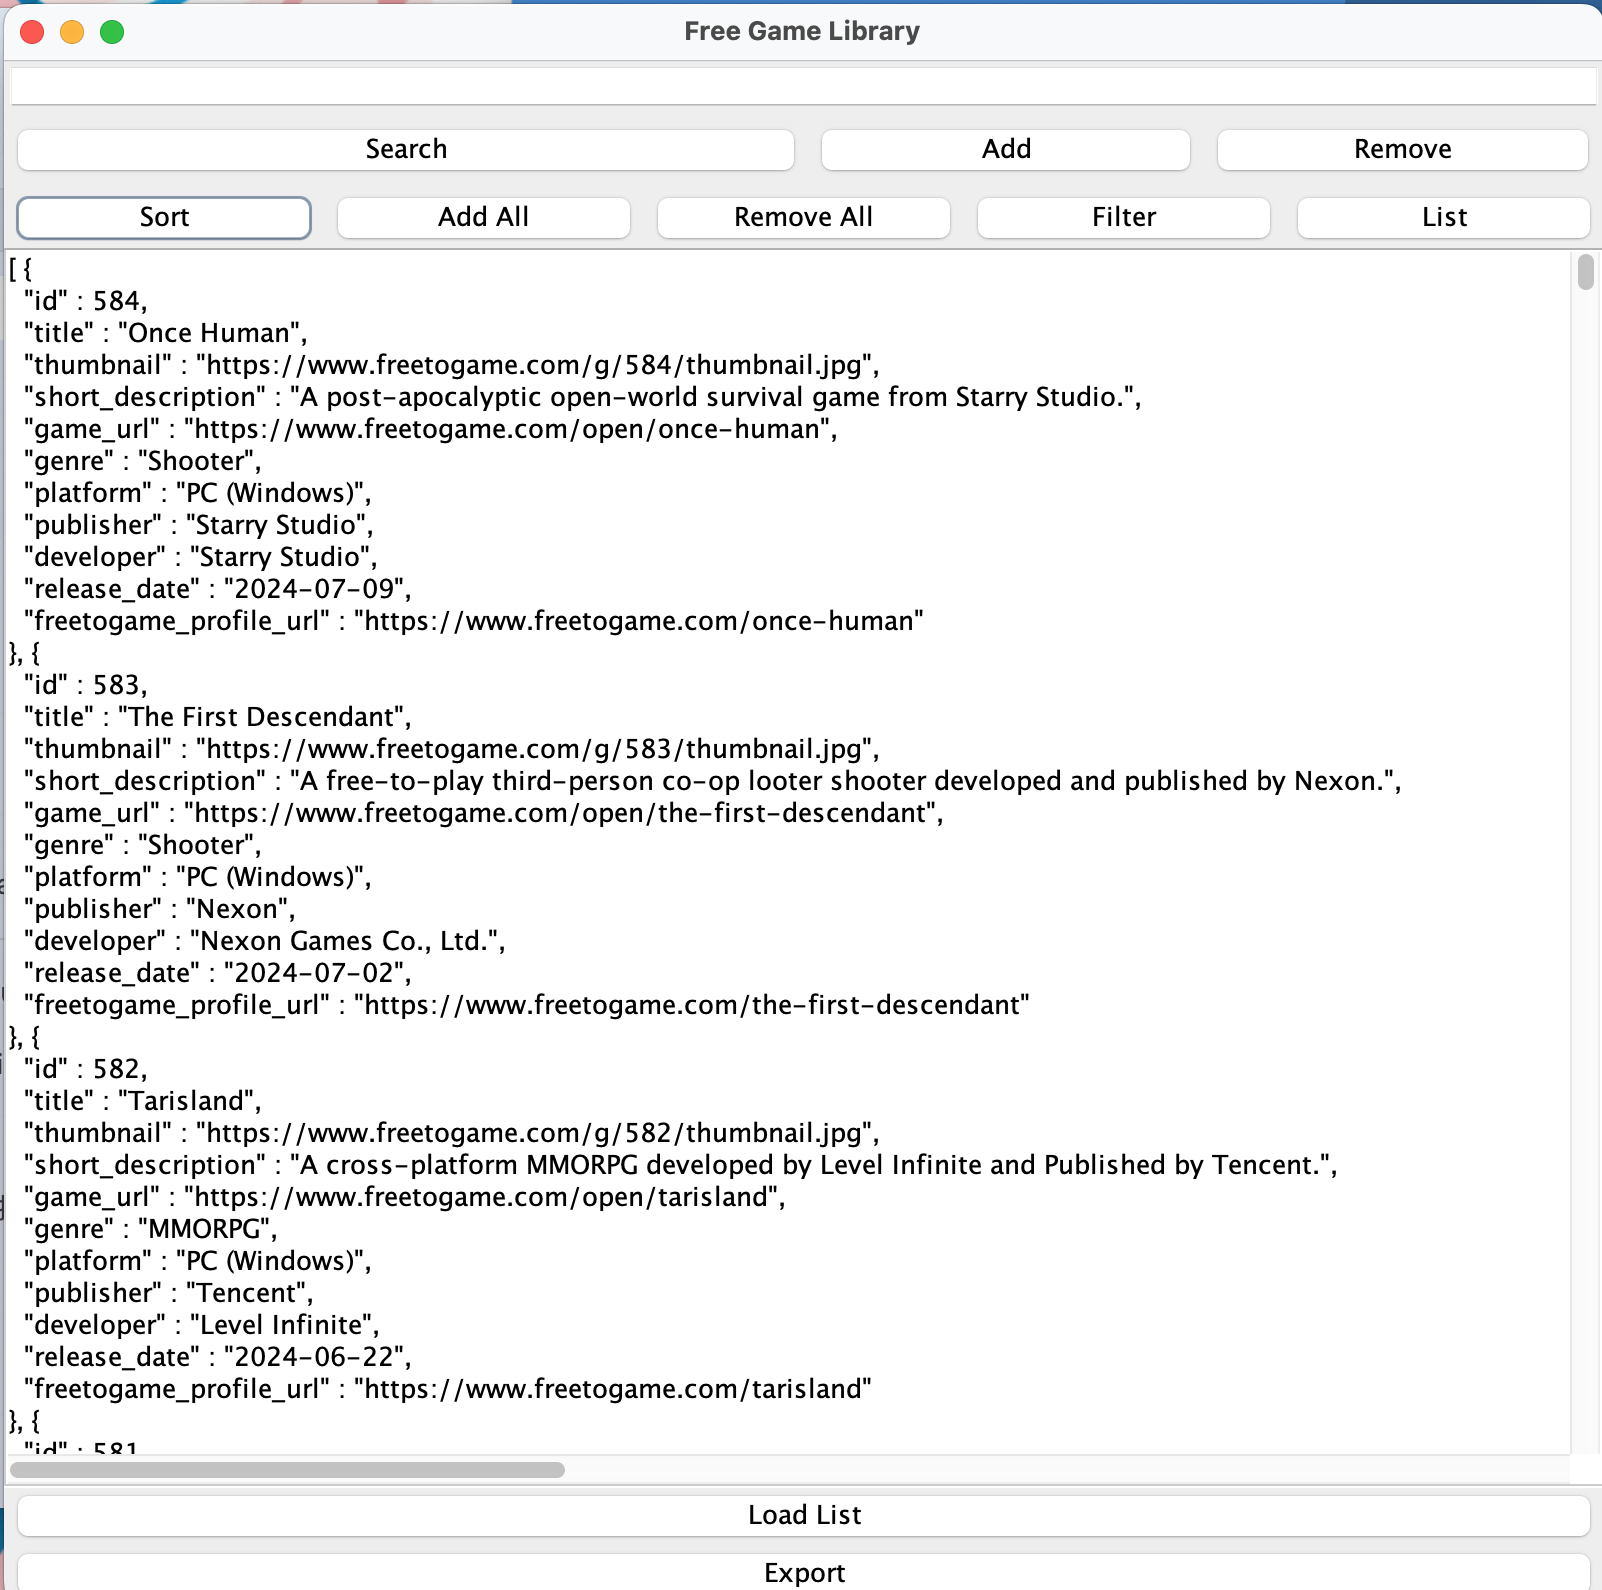 Free Game Library
Search Add Remove
Sort Add All Remove All Filter List
[ {
"id" : 584,
"title" : "Once Human",
"thumbnail" : "https://www.freetogame.com/g/584/thumbnail.jpg",
"short_description" : "A post-apocalyptic open-world survival game from Starry Studio.",
"game_url" : "https://www.freetogame.com/open/once-human",
"genre" : "Shooter",
"platform" : "PC (Windows)",
"publisher" : "Starry Studio",
"developer" : "Starry Studio",
"release_date" : "2024-07-09",
"freetogame_profile_url" : "https://www.freetogame.com/once-human"
}, {
"id" : 583,
"title" : "The First Descendant",
"thumbnail" : "https://www.freetogame.com/g/583/thumbnail.jpg",
"short_description" : "A free-to-play third-person co-op looter shooter developed and published by Nexon.",
"game_url" : "https://www.freetogame.com/open/the-first-descendant",
"genre" : "Shooter",
"platform" : "PC (Windows)",
"publisher" : "Nexon",
"developer" : "Nexon Games Co., Ltd.",
"release_date" : "2024-07-02",
"freetogame_profile_url" : "https://www.freetogame.com/the-first-descendant"
}, {
"id" : 582,
"title" : "Tarisland",
"thumbnail" : "https://www.freetogame.com/g/582/thumbnail.jpg",
"short_description" : "A cross-platform MMORPG developed by Level Infinite and Published by Tencent.",
"game_url" : "https://www.freetogame.com/open/tarisland",
"genre" : "MMORPG",
"platform" : "PC (Windows)",
"publisher" : "Tencent",
"developer" : "Level Infinite",
"release_date" : "2024-06-22",
"freetogame_profile_url" : "https://www.freetogame.com/tarisland"
}, {
"id" : 581
Load List
Export